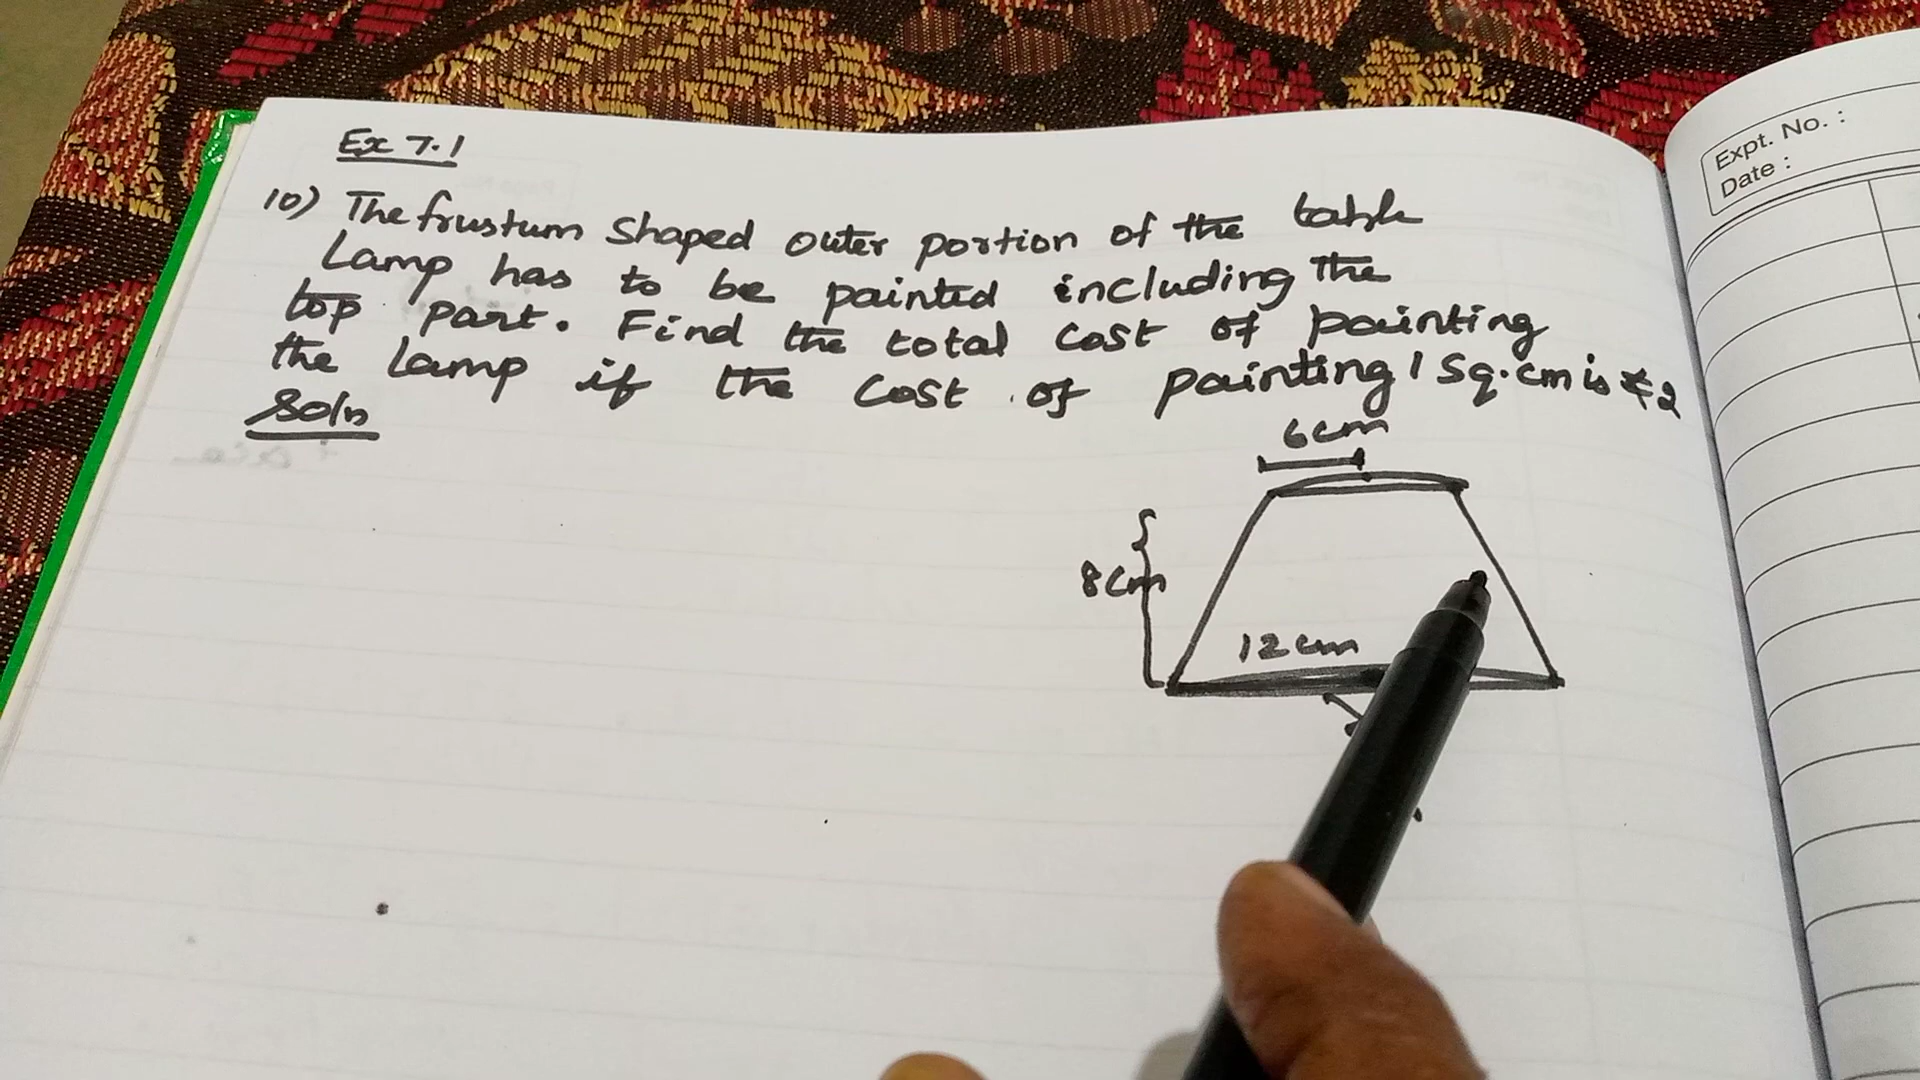 Ex 7.1
10) The frustum shaped outer portion of the table
Lamp has to be painted including the
top part. Find the total cost of painting
the lamp if the cost of painting 1 sq.cm is ₹2
Soln
6cm
8cm
12cm
Expt. No. :
Date :